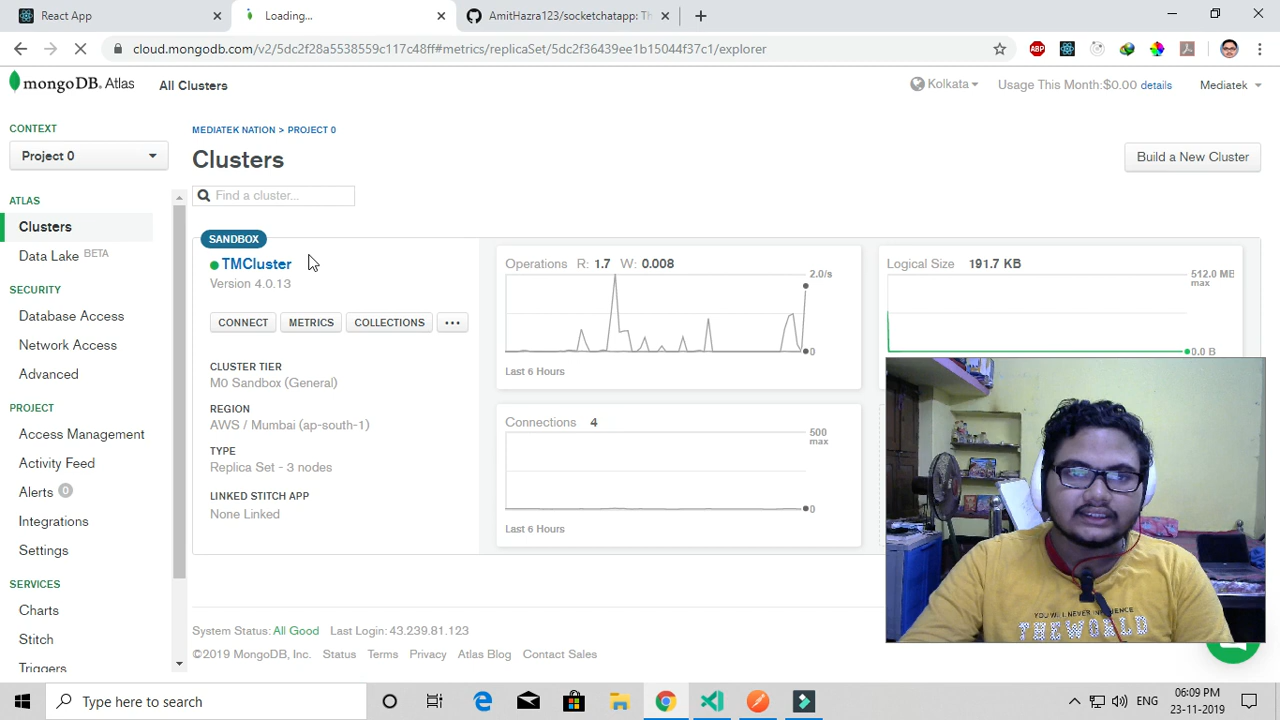 React App
Loading...
AmitHazra123/socketchatapp: Th
cloud.mongodb.com/v2/5dc2f28a5538559c117c48ff#metrics/replicaSet/5dc2f36439ee1b15044f37c1/explorer
ABP
mongoDB. Atlas
All Clusters
Kolkata
Usage This Month:$0.00 details
Mediatek
CONTEXT
Project 0
MEDIATEK NATION > PROJECT 0
Clusters
Build a New Cluster
Find a cluster...
ATLAS
Clusters
Data Lake BETA
SECURITY
Database Access
Network Access
Advanced
PROJECT
Access Management
Activity Feed
Alerts 0
Integrations
Settings
SERVICES
Charts
Stitch
Triggers
SANDBOX
TMCluster
Version 4.0.13
CONNECT
METRICS
COLLECTIONS
...
CLUSTER TIER
M0 Sandbox (General)
REGION
AWS / Mumbai (ap-south-1)
TYPE
Replica Set - 3 nodes
LINKED STITCH APP
None Linked
Operations R: 1.7 W: 0.008
2.0/s
0
Last 6 Hours
Logical Size 191.7 KB
512.0 MB
max
0.0 B
Connections 4
500
max
0
Last 6 Hours
System Status: All Good Last Login: 43.239.81.123
©2019 MongoDB, Inc. Status Terms Privacy Atlas Blog Contact Sales
YOU WILL NEVER INFLUENCE
THEWORLD
Type here to search
ENG
06:09 PM
23-11-2019